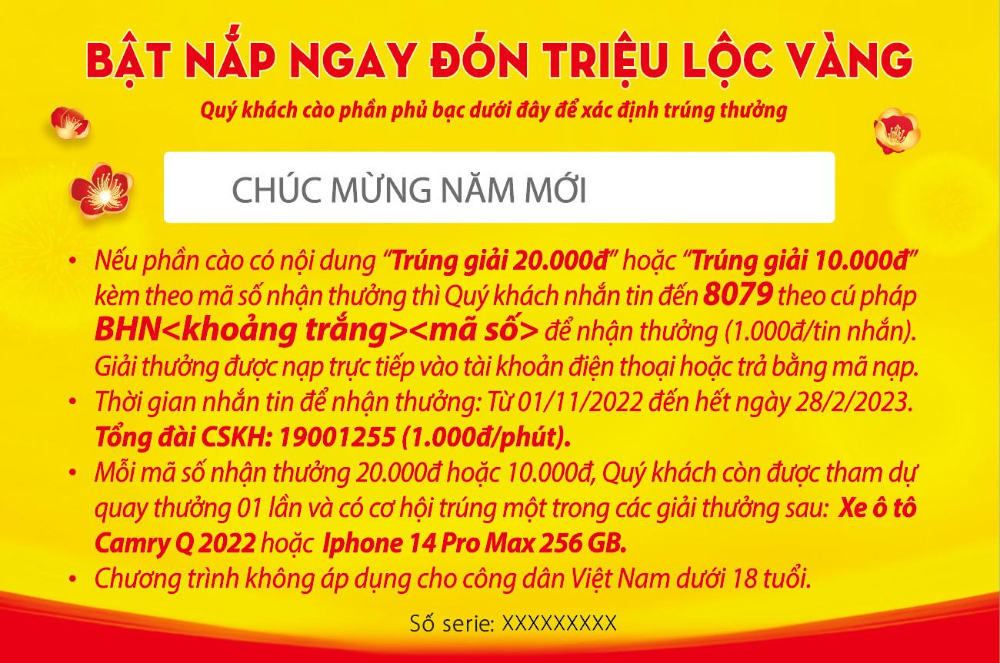 BẬT NẮP NGAY ĐÓN TRIỆU LỘC VÀNG
Quý khách cào phần phủ bạc dưới đây để xác định trúng thưởng
CHÚC MỪNG NĂM MỚI
• Nếu phần cào có nội dung “Trúng giải 20.000đ” hoặc “Trúng giải 10.000đ”
kèm theo mã số nhận thưởng thì Quý khách nhắn tin đến 8079 theo cú pháp
BHN<khoảng trắng><mã số> để nhận thưởng (1.000đ/tin nhắn).
Giải thưởng được nạp trực tiếp vào tài khoản điện thoại hoặc trả bằng mã nạp.
• Thời gian nhắn tin để nhận thưởng: Từ 01/11/2022 đến hết ngày 28/2/2023.
Tổng đài CSKH: 19001255 (1.000đ/phút).
• Mỗi mã số nhận thưởng 20.000đ hoặc 10.000đ, Quý khách còn được tham dự
quay thưởng 01 lần và có cơ hội trúng một trong các giải thưởng sau: Xe ô tô
Camry Q 2022 hoặc Iphone 14 Pro Max 256 GB.
• Chương trình không áp dụng cho công dân Việt Nam dưới 18 tuổi.
Số serie: XXXXXXXXX